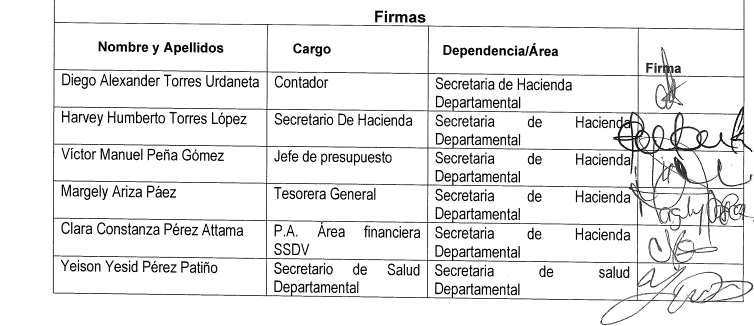 Firmas
Nombre y Apellidos Cargo Dependencia/Área Firma
Diego Alexander Torres Urdaneta Contador Secretaria de Hacienda
Departamental
Harvey Humberto Torres López Secretario De Hacienda Secretaria de Hacienda
Departamental
Víctor Manuel Peña Gómez Jefe de presupuesto Secretaria de Hacienda
Departamental
Margely Ariza Páez Tesorera General Secretaria de Hacienda
Departamental
Clara Constanza Pérez Attama P.A. Área financiera Secretaria de Hacienda
SSDV Departamental
Yeison Yesid Pérez Patiño Secretario de Salud Secretaria de salud
Departamental Departamental